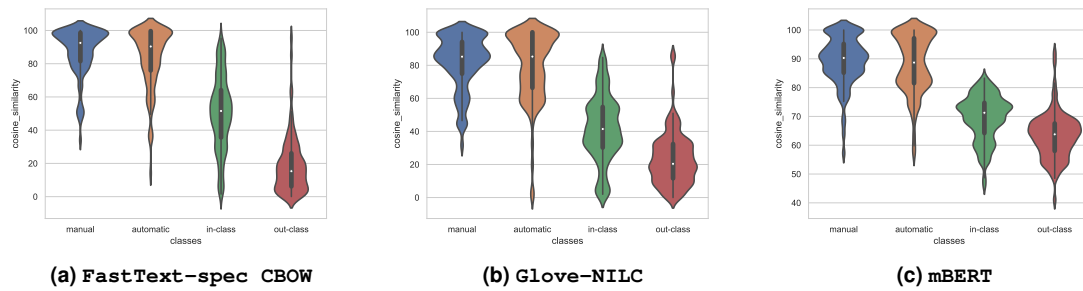 100
80
60
40
20
0
cosine_similarity
manual automatic in-class out-class
classes
(a) FastText-spec CBOW
100
80
60
40
20
0
cosine_similarity
manual automatic in-class out-class
classes
(b) Glove-NILC
100
90
80
70
60
50
40
cosine_similarity
manual automatic in-class out-class
classes
(c) mBERT